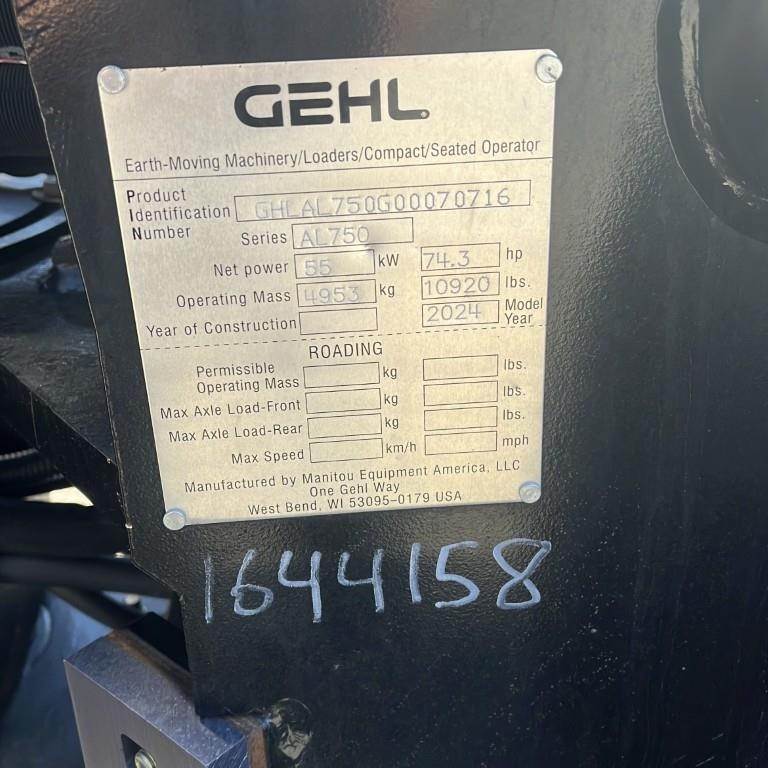 GEHL
Earth-Moving Machinery/Loaders/Compact/Seated Operator
Product
Identification GHLAL750G00070716
Number
Series AL750
Net power 55 kW 74.3 hp
Operating Mass 4953 kg 10920 lbs.
Year of Construction 2024 Model
Year
ROADING
Permissible
Operating Mass kg lbs.
Max Axle Load-Front kg lbs.
Max Axle Load-Rear kg lbs.
Max Speed km/h mph
Manufactured by Manitou Equipment America, LLC
One Gehl Way
West Bend, WI 53095-0179 USA
1644158